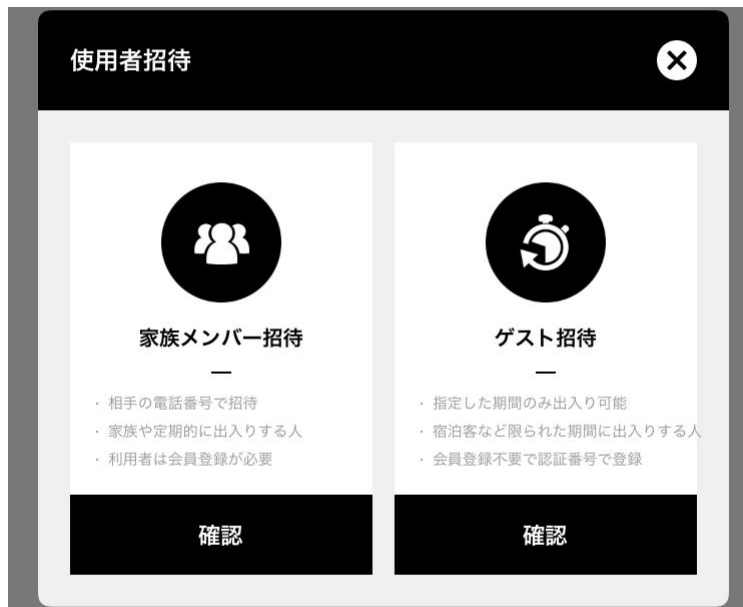 使用者招待
家族メンバー招待
・ 相手の電話番号で招待
・ 家族や定期的に出入りする人
・ 利用者は会員登録が必要
確認
ゲスト招待
・ 指定した期間のみ出入り可能
・ 宿泊客など限られた期間に出入りする人
・ 会員登録不要で認証番号で登録
確認